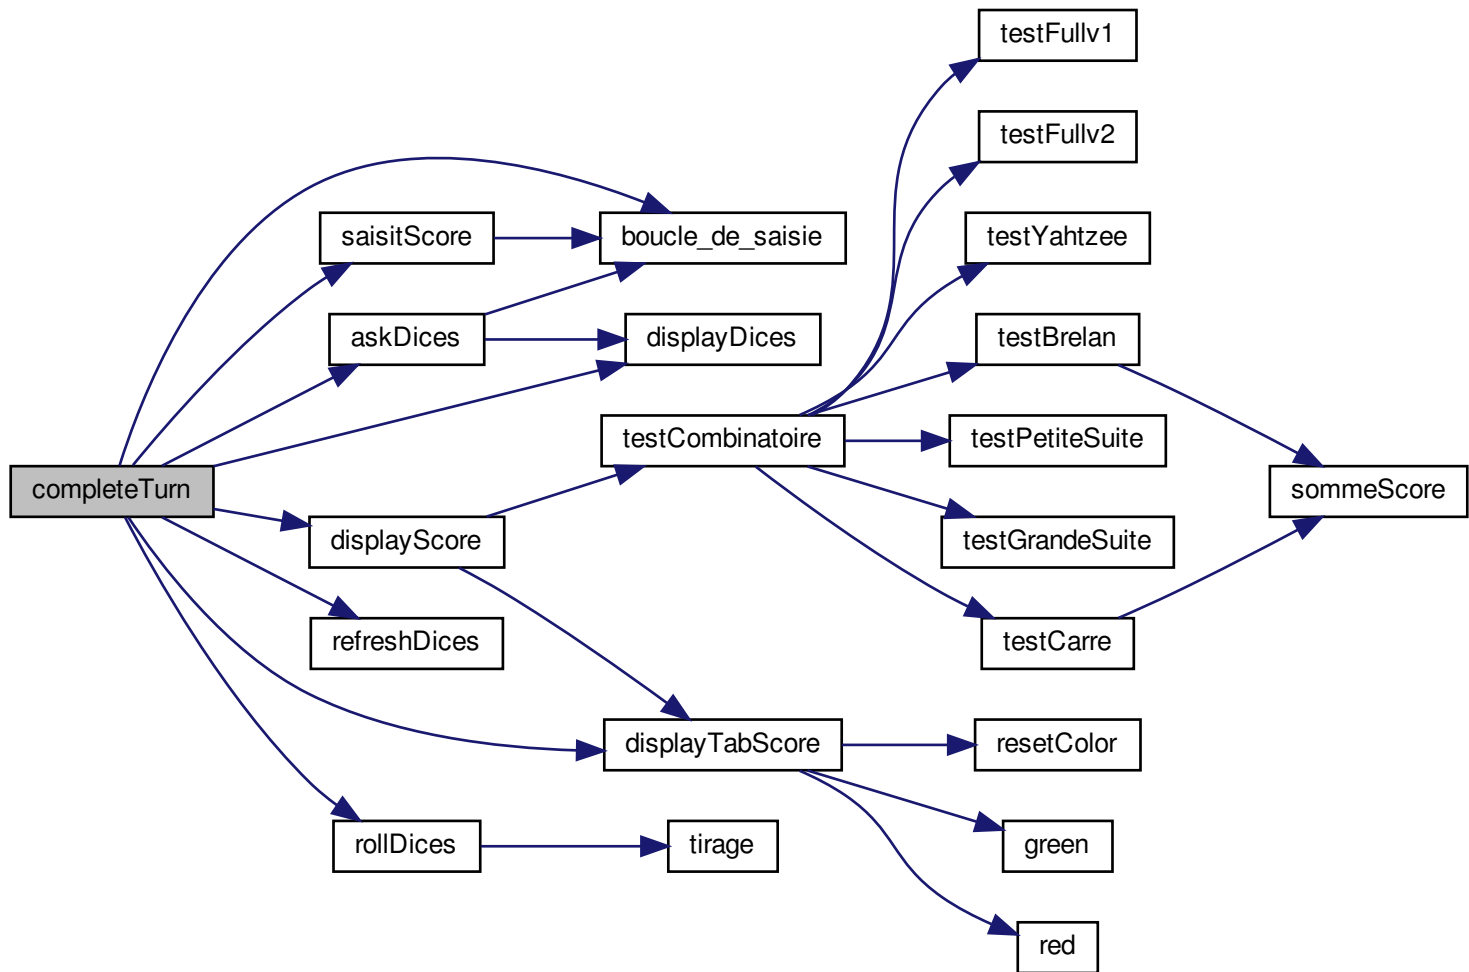 testFullv1
testFullv2
saisitScore
boucle_de_saisie
testYahtzee
askDices
displayDices
testBrelan
testCombinatoire
testPetiteSuite
completeTurn
sommeScore
displayScore
testGrandeSuite
refreshDices
testCarre
displayTabScore
resetColor
rollDices
tirage
green
red